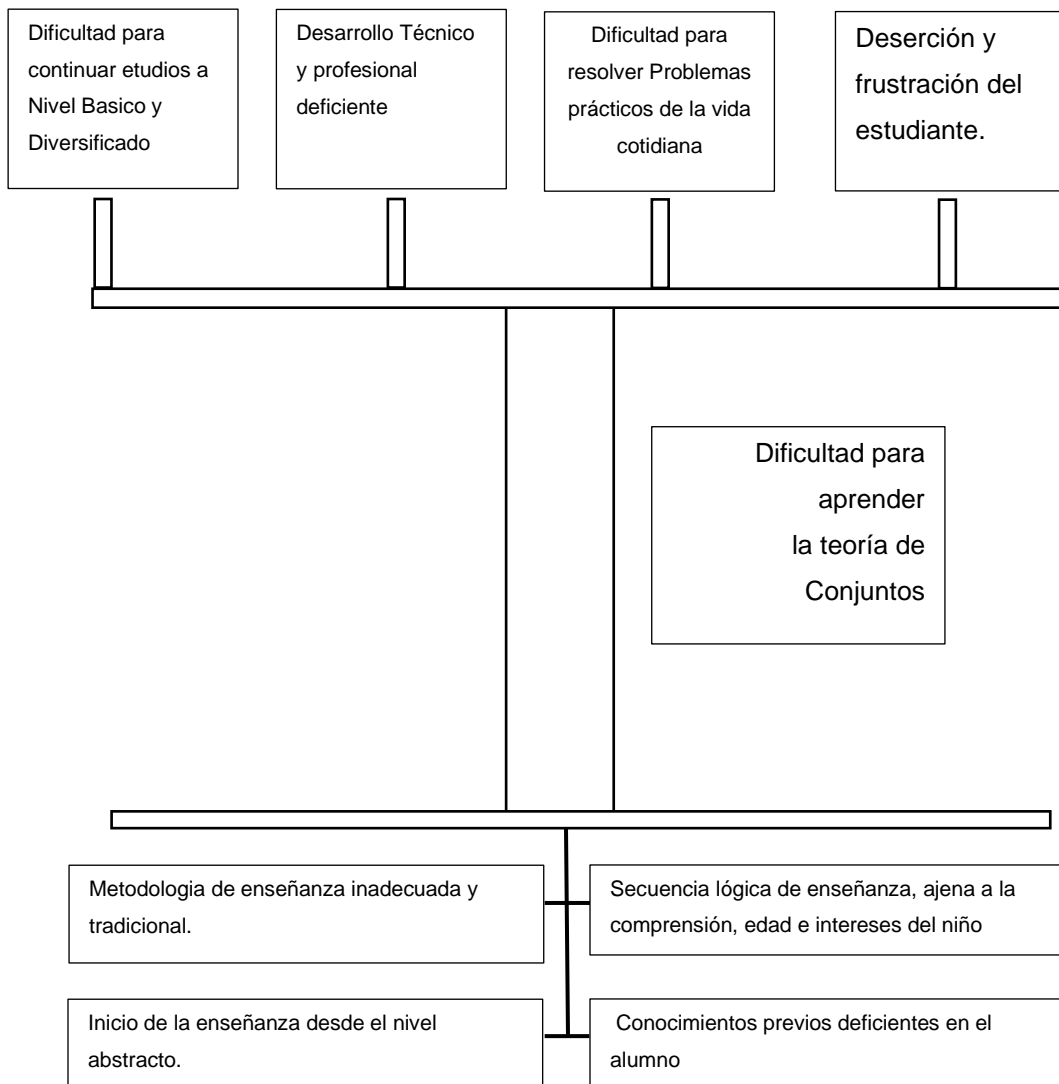 Dificultad para
continuar etudios a
Nivel Basico y
Diversificado
Desarrollo Técnico
y profesional
deficiente
Dificultad para
resolver Problemas
prácticos de la vida
cotidiana
Deserción y
frustración del
estudiante.
Dificultad para
aprender
la teoría de
Conjuntos
Metodologia de enseñanza inadecuada y
tradicional.
Secuencia lógica de enseñanza, ajena a la
comprensión, edad e intereses del niño
Inicio de la enseñanza desde el nivel
abstracto.
Conocimientos previos deficientes en el
alumno